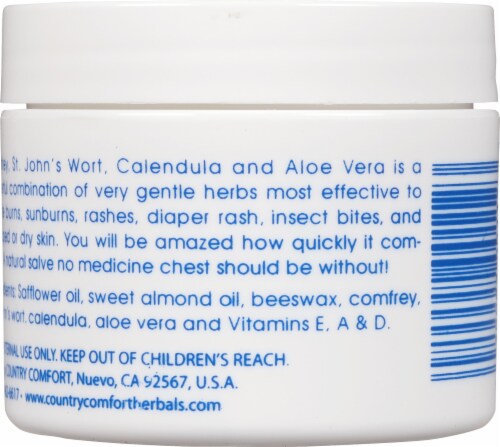 St. John's Wort, Calendula and Aloe Vera is a
combination of very gentle herbs most effective to
burns, sunburns, rashes, diaper rash, insect bites, and
or dry skin. You will be amazed how quickly it com-
natural salve no medicine chest should be without!
Safflower oil, sweet almond oil, beeswax, comfrey,
wort, calendula, aloe vera and Vitamins E, A & D.
USE ONLY. KEEP OUT OF CHILDREN'S REACH.
COUNTRY COMFORT, Nuevo, CA 92567, U.S.A.
• www.countrycomfortherbals.com